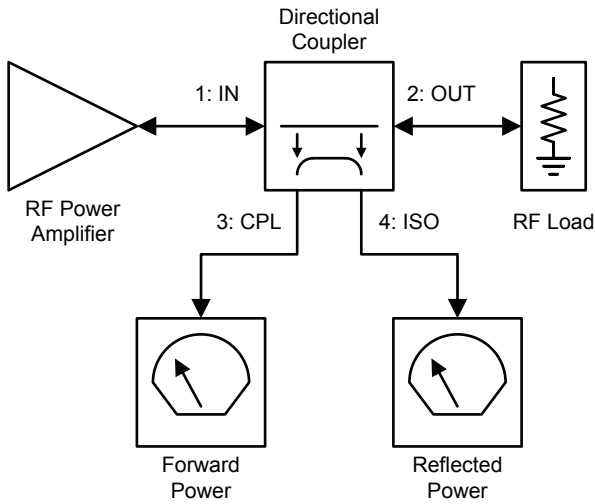 Directional
Coupler
1: IN
2: OUT
RF Power
Amplifier
3: CPL
4: ISO
RF Load
Forward
Power
Reflected
Power